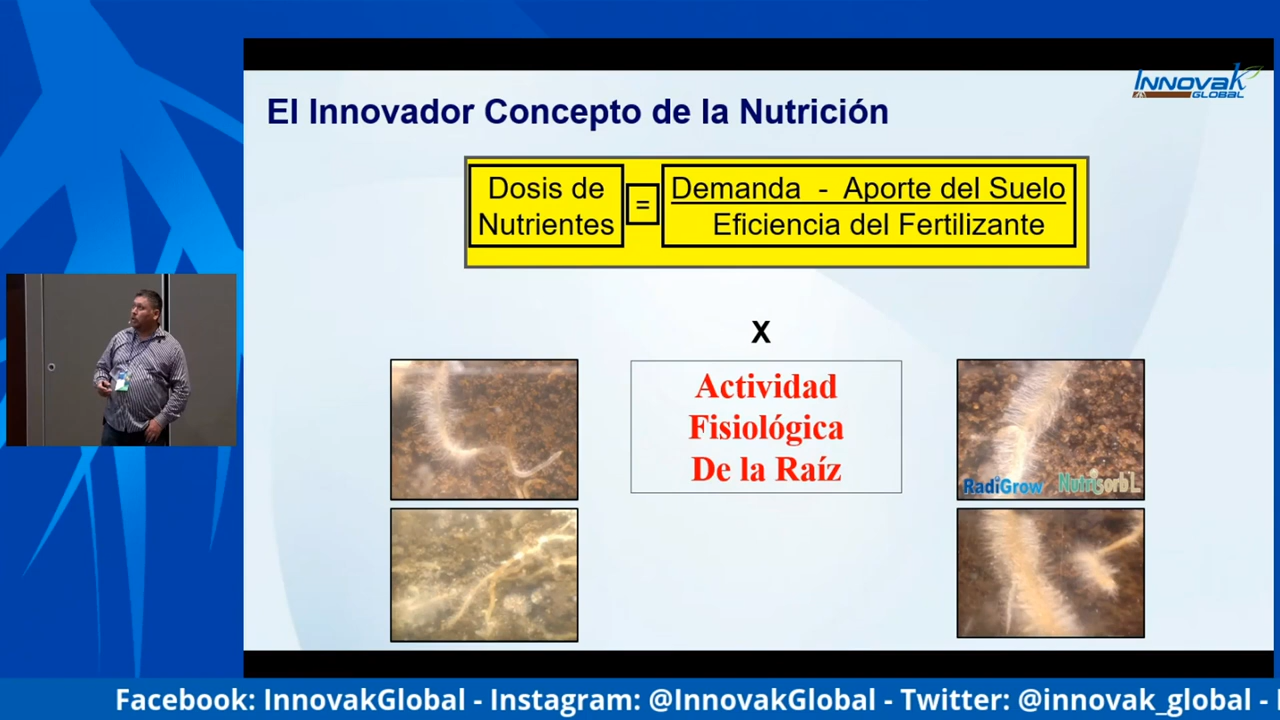 INNOVAK
GLOBAL
El Innovador Concepto de la Nutrición
Dosis de
Nutrientes
=
Demanda - Aporte del Suelo
Eficiencia del Fertilizante
X
Actividad
Fisiológica
De la Raíz
RadiGrow Nutrisorb L
Facebook: InnovakGlobal - Instagram: @InnovakGlobal - Twitter: @innovak_global -